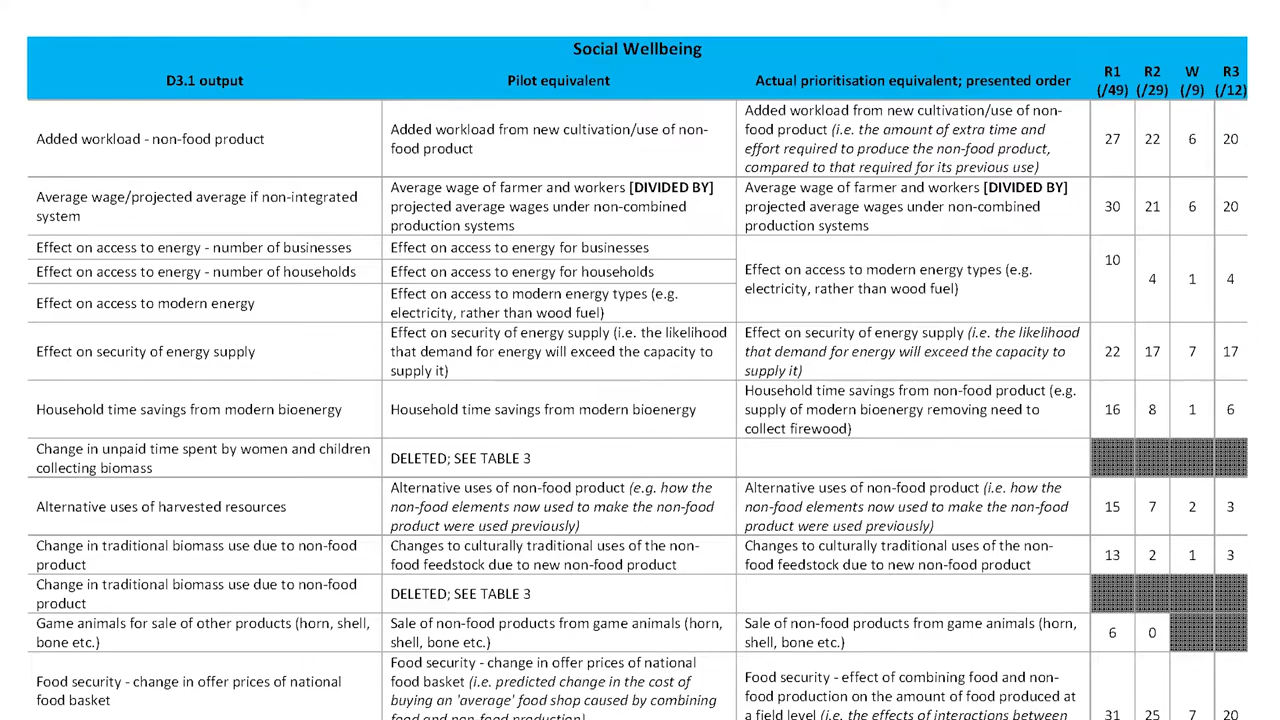 Social Wellbeing
D3.1 output
Pilot equivalent
Actual prioritisation equivalent; presented order
R1 (/49)
R2 (/29)
W (/9)
R3 (/12)
Added workload - non-food product
Added workload from new cultivation/use of non-
food product
Added workload from new cultivation/use of non-
food product (i.e. the amount of extra time and
effort required to produce the non-food product,
compared to that required for its previous use)
27 22 6 20
Average wage/projected average if non-integrated
system
Average wage of farmer and workers [DIVIDED BY]
projected average wages under non-combined
production systems
Average wage of farmer and workers [DIVIDED BY]
projected average wages under non-combined
production systems
30 21 6 20
Effect on access to energy - number of businesses
Effect on access to energy for businesses
Effect on access to energy - number of households
Effect on access to energy for households
Effect on access to modern energy
Effect on access to modern energy types (e.g.
electricity, rather than wood fuel)
Effect on access to modern energy types (e.g.
electricity, rather than wood fuel)
10 4 1 4
Effect on security of energy supply
Effect on security of energy supply (i.e. the likelihood
that demand for energy will exceed the capacity to
supply it)
Effect on security of energy supply (i.e. the likelihood
that demand for energy will exceed the capacity to
supply it)
22 17 7 17
Household time savings from modern bioenergy
Household time savings from modern bioenergy
Household time savings from non-food product (e.g.
supply of modern bioenergy removing need to
collect firewood)
16 8 1 6
Change in unpaid time spent by women and children
collecting biomass
DELETED; SEE TABLE 3
Alternative uses of harvested resources
Alternative uses of non-food product (e.g. how the
non-food elements now used to make the non-food
product were used previously)
Alternative uses of non-food product (i.e. how the
non-food elements now used to make the non-food
product were used previously)
15 7 2 3
Change in traditional biomass use due to non-food
product
Changes to culturally traditional uses of the non-
food feedstock due to new non-food product
Changes to culturally traditional uses of the non-
food feedstock due to new non-food product
13 2 1 3
Change in traditional biomass use due to non-food
product
DELETED; SEE TABLE 3
Game animals for sale of other products (horn, shell,
bone etc.)
Sale of non-food products from game animals (horn,
shell, bone etc.)
Sale of non-food products from game animals (horn,
shell, bone etc.)
6 0
Food security - change in offer prices of national
food basket
Food security - change in offer prices of national
food basket (i.e. predicted change in the cost of
buying an 'average' food shop caused by combining
food and non-food production)
Food security - effect of combining food and non-
food production on the amount of food produced at
a field level (i.e. the effects of interactions between
31 25 7 20